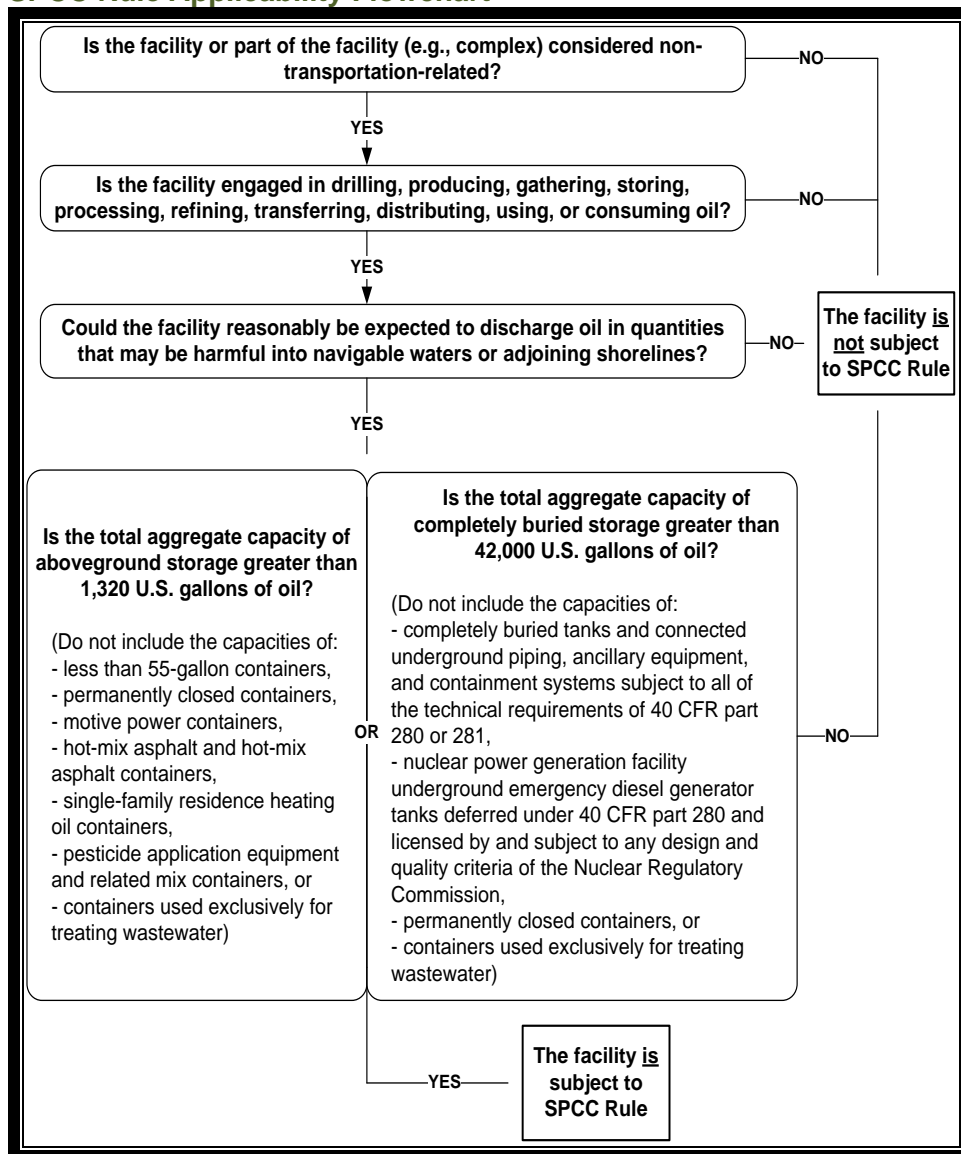 SPCC Rule Applicability Flowchart
Is the facility or part of the facility (e.g., complex) considered non-
transportation-related?
NO
YES
Is the facility engaged in drilling, producing, gathering, storing,
processing, refining, transferring, distributing, using, or consuming oil?
NO
YES
Could the facility reasonably be expected to discharge oil in quantities
that may be harmful into navigable waters or adjoining shorelines?
NO
The facility is
not subject
to SPCC Rule
YES
Is the total aggregate capacity of
aboveground storage greater than
1,320 U.S. gallons of oil?
(Do not include the capacities of:
- less than 55-gallon containers,
- permanently closed containers,
- motive power containers,
- hot-mix asphalt and hot-mix
asphalt containers,
- single-family residence heating
oil containers,
- pesticide application equipment
and related mix containers, or
- containers used exclusively for
treating wastewater)
OR
Is the total aggregate capacity of
completely buried storage greater than
42,000 U.S. gallons of oil?
(Do not include the capacities of:
- completely buried tanks and connected
underground piping, ancillary equipment,
and containment systems subject to all of
the technical requirements of 40 CFR part
280 or 281,
- nuclear power generation facility
underground emergency diesel generator
tanks deferred under 40 CFR part 280 and
licensed by and subject to any design and
quality criteria of the Nuclear Regulatory
Commission,
- permanently closed containers, or
- containers used exclusively for treating
wastewater)
NO
YES
The facility is
subject to
SPCC Rule